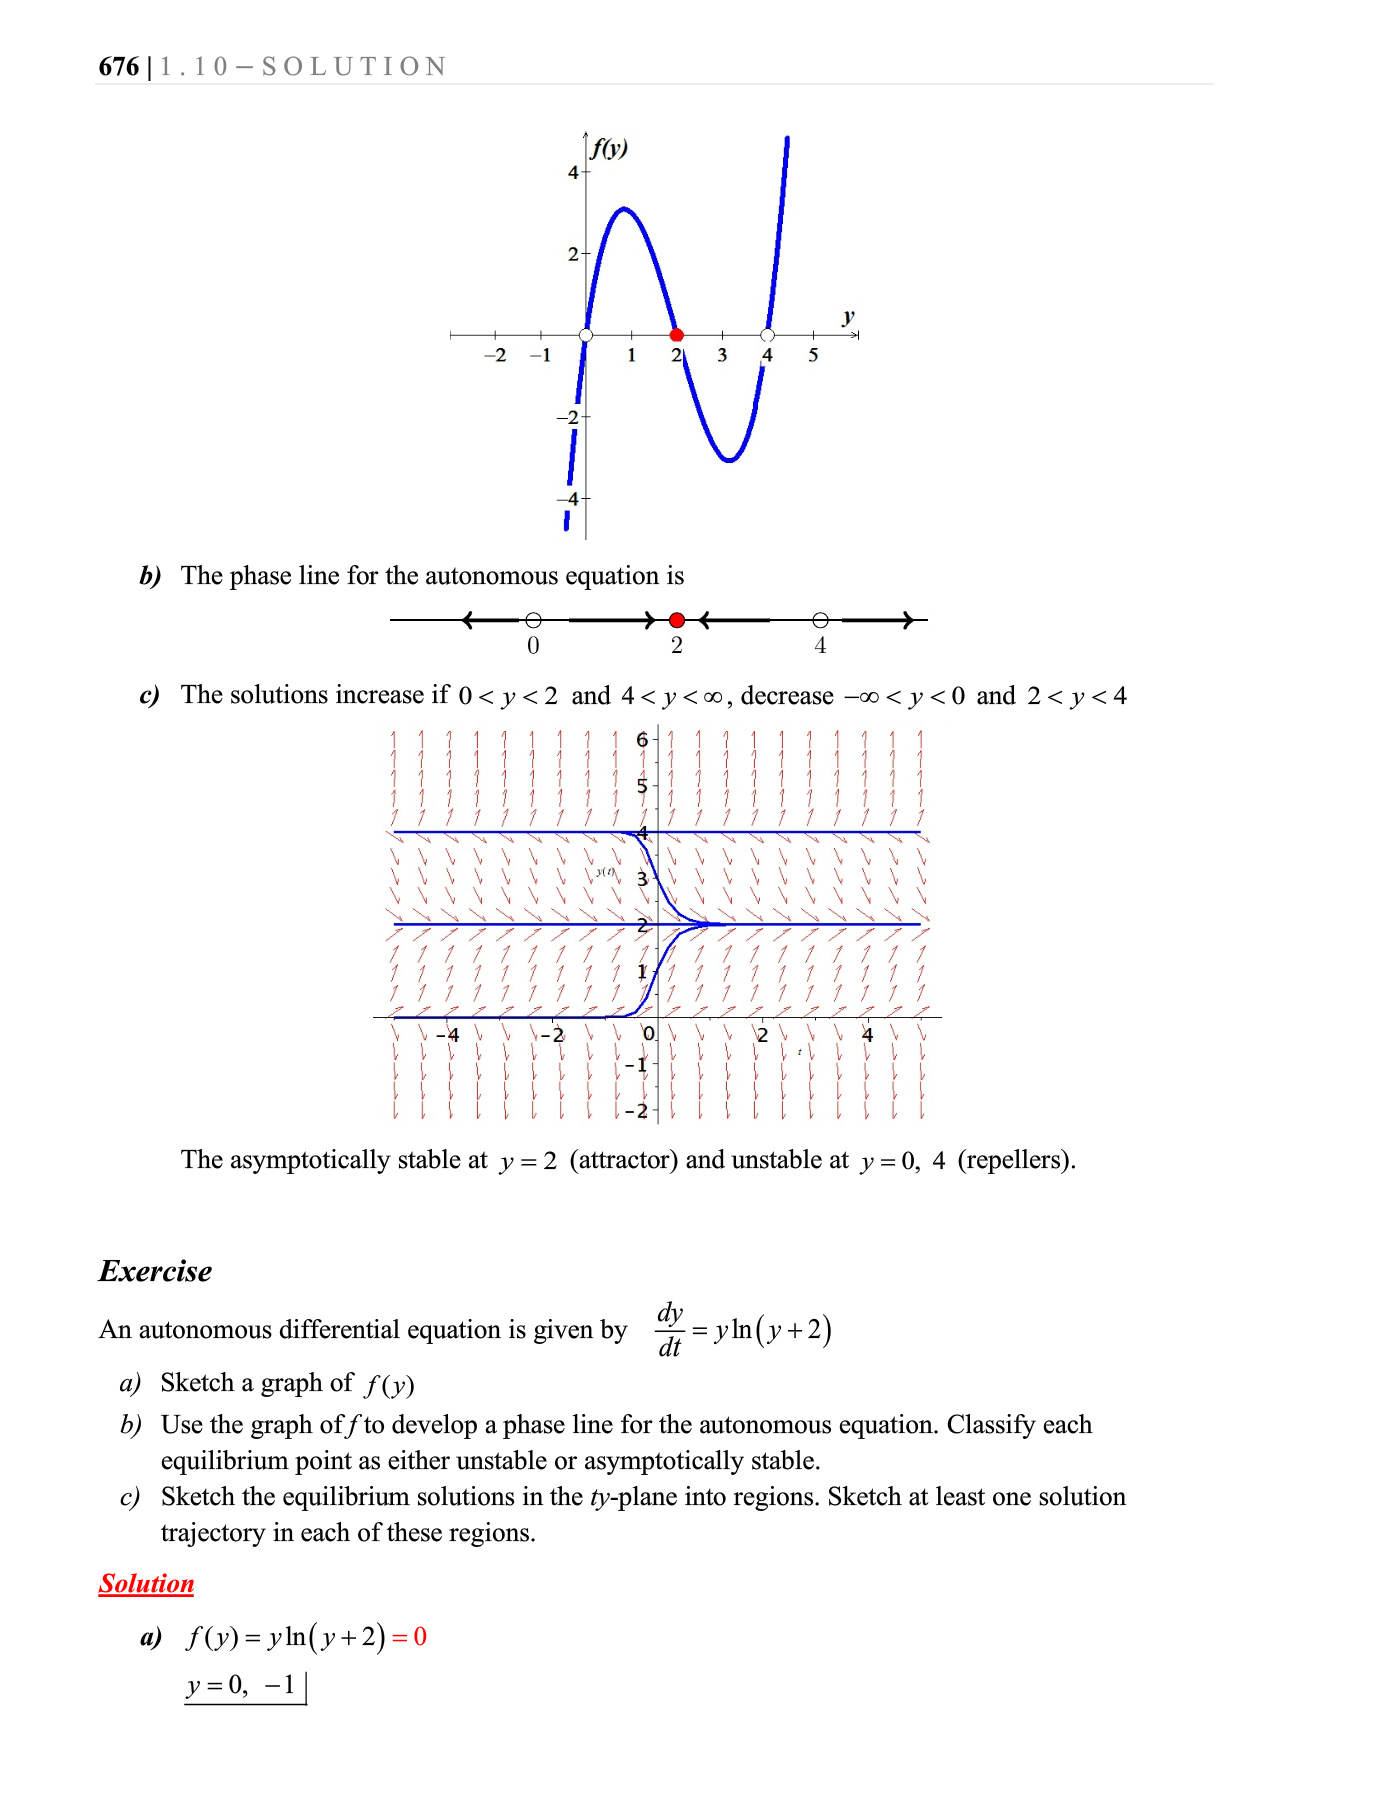 676 | 1 . 1 0 – S O L U T I O N
f(y)
4
2
y
−2 −1 1 2 3 4 5
−2
−4
b) The phase line for the autonomous equation is
0 2 4
c) The solutions increase if 0 < y < 2 and 4 < y < ∞, decrease −∞ < y < 0 and 2 < y < 4
6
5
4
y(t) 3
2
1
−4 −2 0 2 4
t
−1
−2
The asymptotically stable at y = 2 (attractor) and unstable at y = 0, 4 (repellers).
Exercise
An autonomous differential equation is given by dy/dt = y ln(y + 2)
a) Sketch a graph of f(y)
b) Use the graph of f to develop a phase line for the autonomous equation. Classify each
equilibrium point as either unstable or asymptotically stable.
c) Sketch the equilibrium solutions in the ty-plane into regions. Sketch at least one solution
trajectory in each of these regions.
Solution
a) f(y) = y ln(y + 2) = 0
y = 0, −1